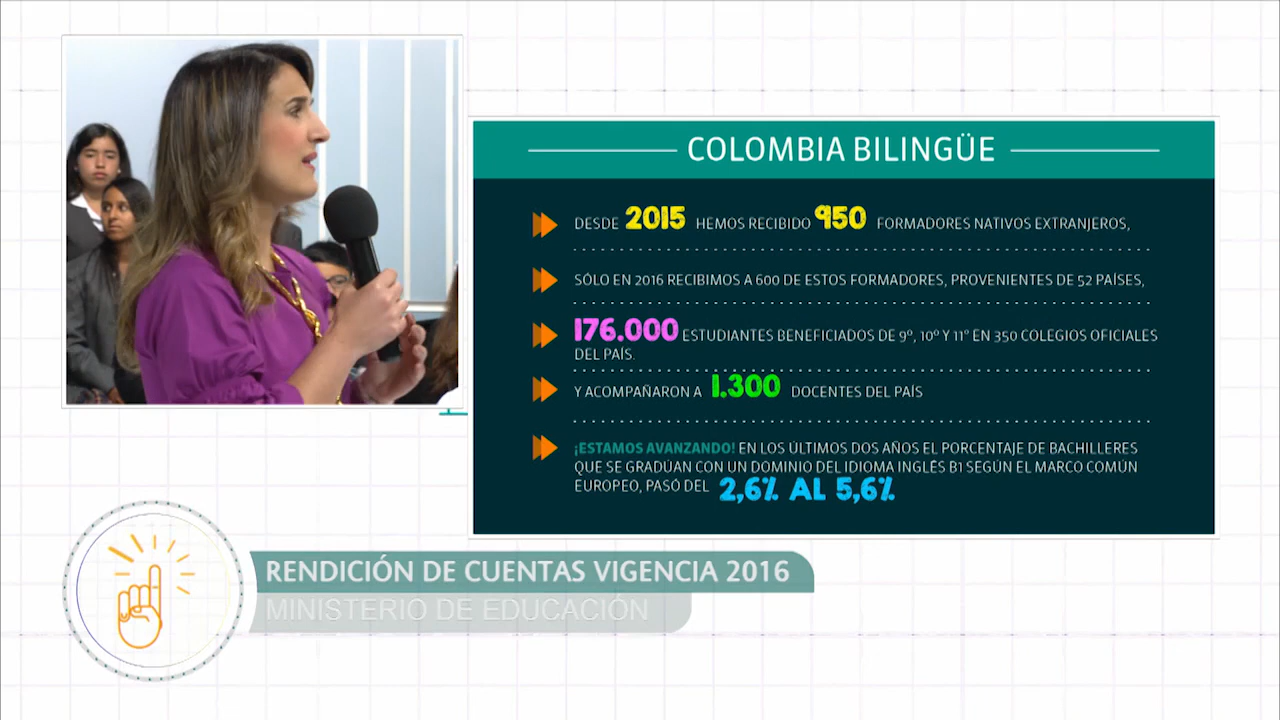 COLOMBIA BILINGÜE
DESDE 2015 HEMOS RECIBIDO 950 FORMADORES NATIVOS EXTRANJEROS,
SÓLO EN 2016 RECIBIMOS A 600 DE ESTOS FORMADORES, PROVENIENTES DE 52 PAÍSES,
176.000 ESTUDIANTES BENEFICIADOS DE 9º, 10º Y 11° EN 350 COLEGIOS OFICIALES
DEL PAÍS.
Y ACOMPAÑARON A 1.300 DOCENTES DEL PAÍS
¡ESTAMOS AVANZANDO! EN LOS ÚLTIMOS DOS AÑOS EL PORCENTAJE DE BACHILLERES
QUE SE GRADÚAN CON UN DOMINIO DEL IDIOMA INGLÉS B1 SEGÚN EL MARCO COMÚN
EUROPEO, PASÓ DEL 2,6% AL 5,6%
RENDICIÓN DE CUENTAS VIGENCIA 2016
MINISTERIO DE EDUCACIÓN